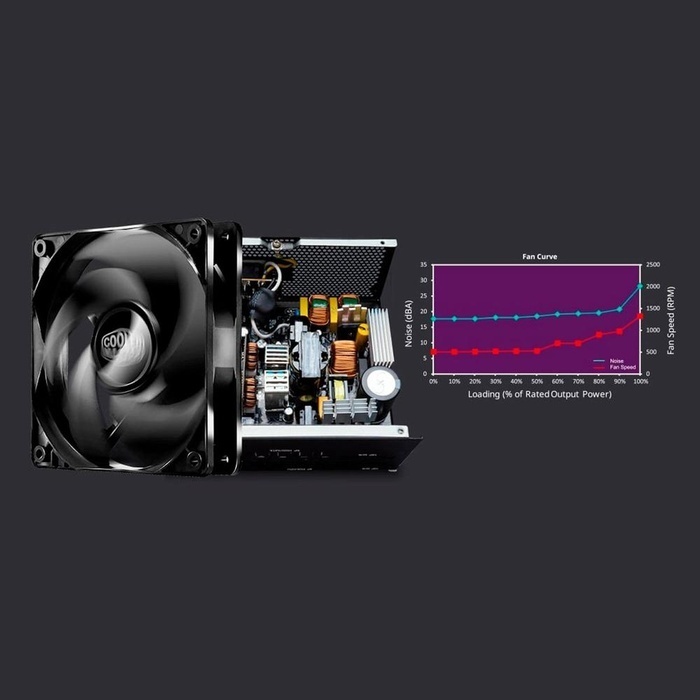 COOLER
MASTER
Fan Curve
35
30
25
20
15
10
5
0
Noise (dBA)
2500
2000
1500
1000
500
0
Fan Speed (RPM)
Noise
Fan Speed
0% 10% 20% 30% 40% 50% 60% 70% 80% 90% 100%
Loading (% of Rated Output Power)